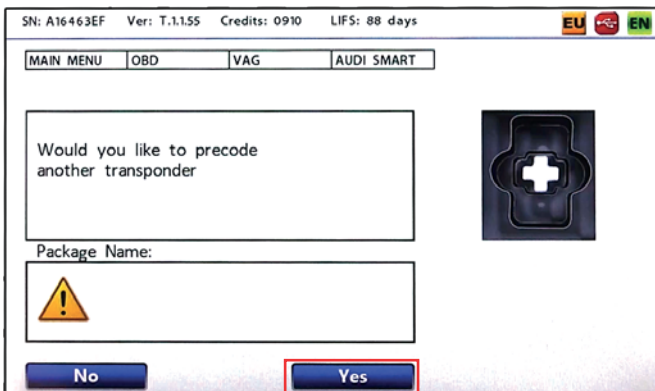 SN: A16463EF Ver: T.1.1.55 Credits: 0910 LIFS: 88 days EU EN
MAIN MENU OBD VAG AUDI SMART
Would you like to precode
another transponder
Package Name:
No Yes